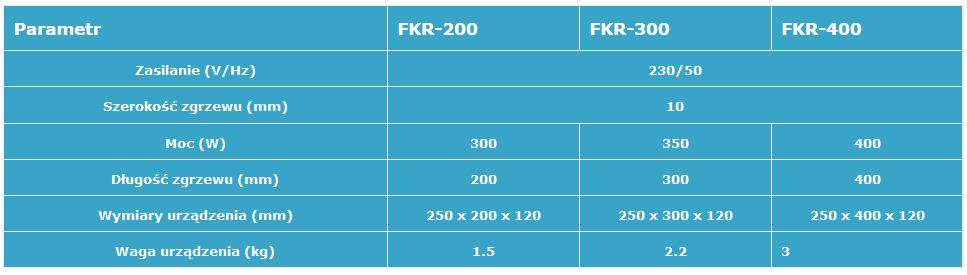 Parametr FKR-200 FKR-300 FKR-400
Zasilanie (V/Hz) 230/50
Szerokość zgrzewu (mm) 10
Moc (W) 300 350 400
Długość zgrzewu (mm) 200 300 400
Wymiary urządzenia (mm) 250 x 200 x 120 250 x 300 x 120 250 x 400 x 120
Waga urządzenia (kg) 1.5 2.2 3